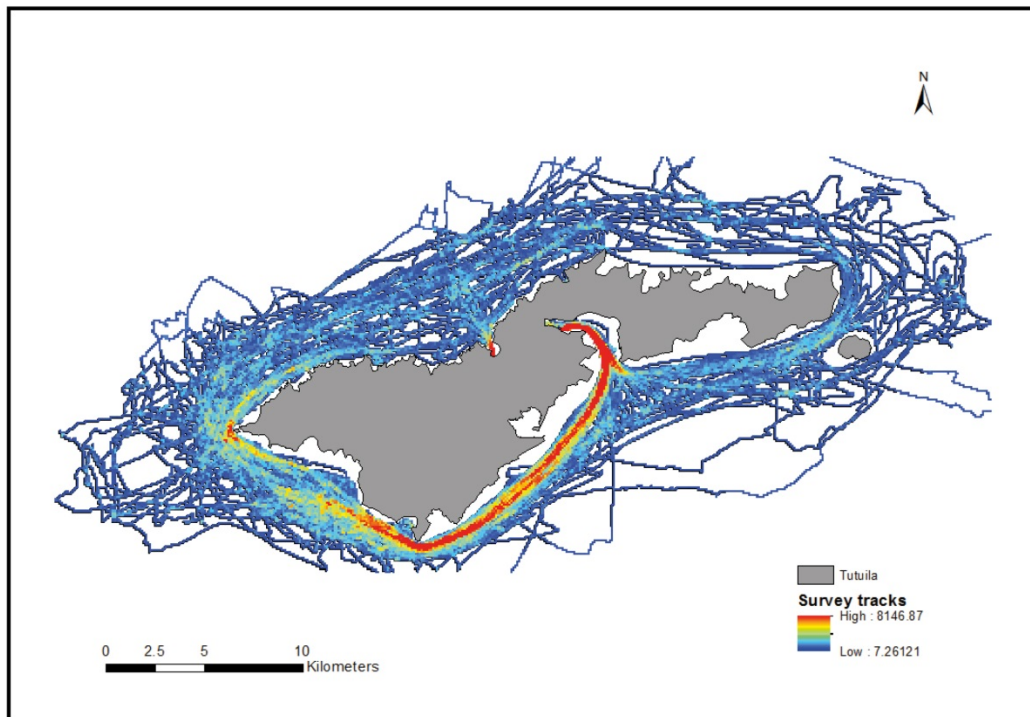 N
Tutuila
Survey tracks
High : 8146.87
Low : 7.26121
0 2.5 5 10
Kilometers